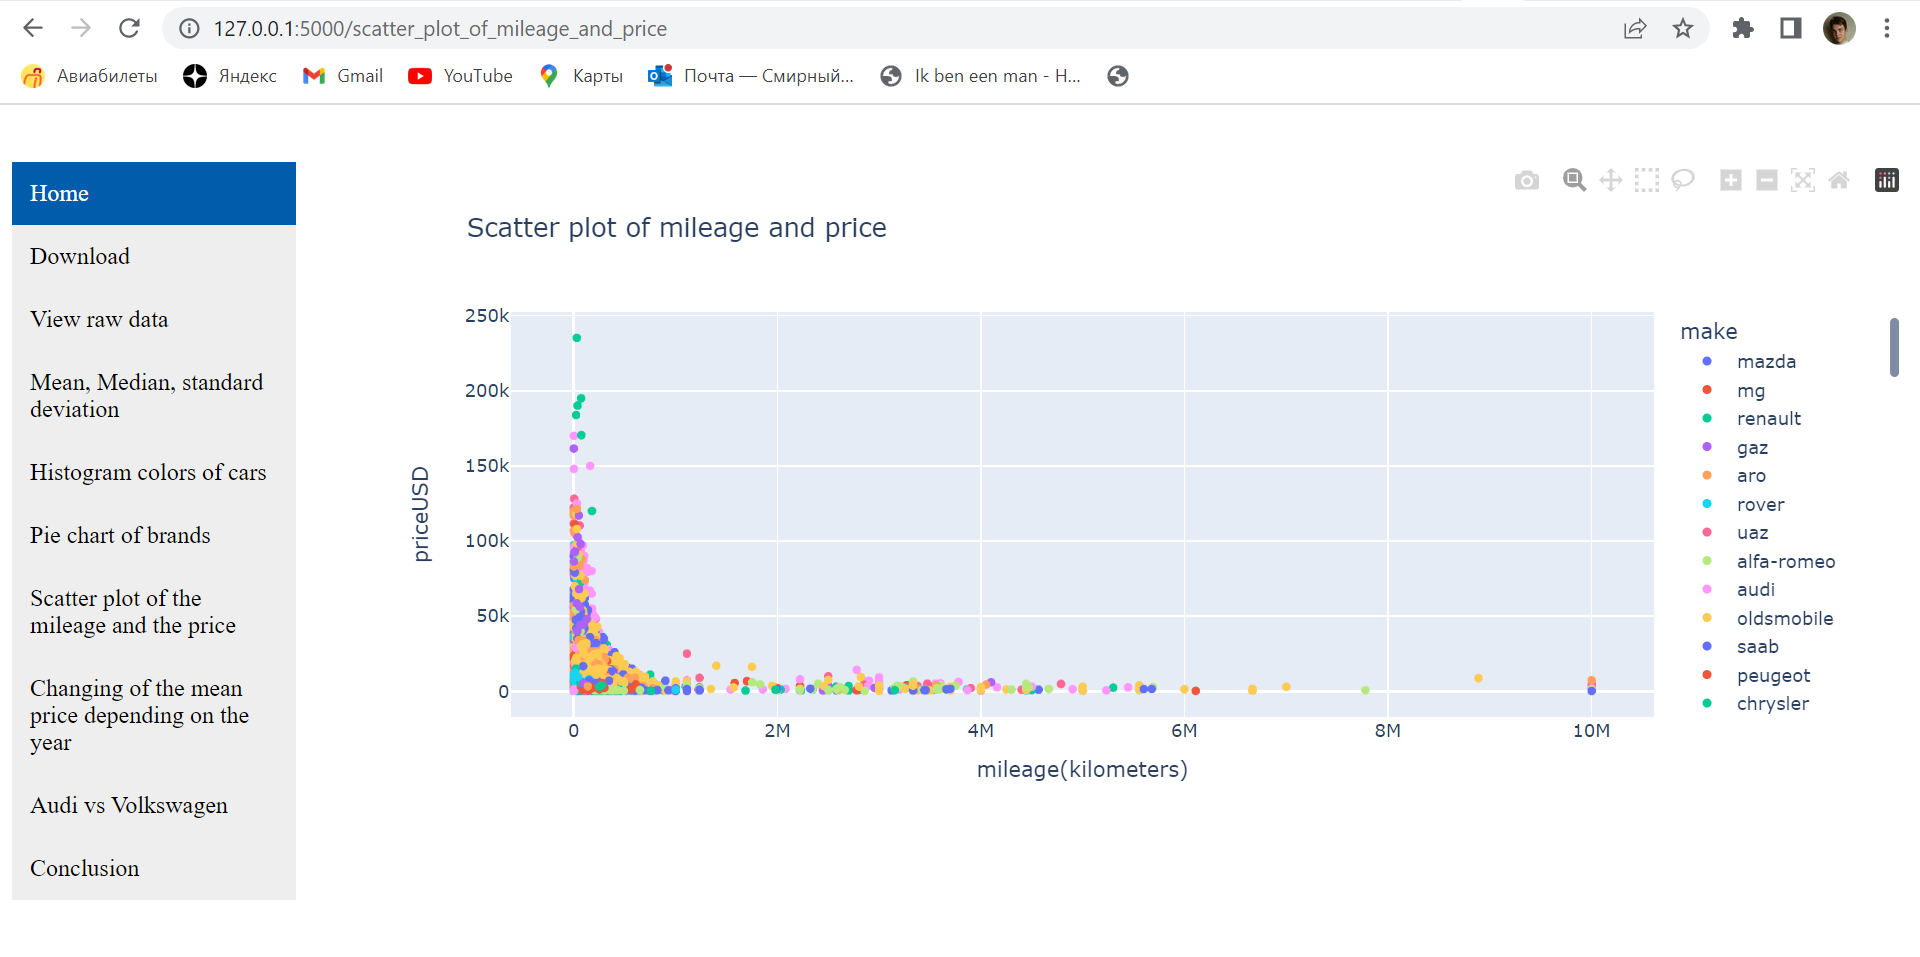 127.0.0.1:5000/scatter_plot_of_mileage_and_price
Авиабилеты
Яндекс
Gmail
YouTube
Карты
Почта — Смирный...
Ik ben een man - H...
Home
Download
View raw data
Mean, Median, standard
deviation
Histogram colors of cars
Pie chart of brands
Scatter plot of the
mileage and the price
Changing of the mean
price depending on the
year
Audi vs Volkswagen
Conclusion
Scatter plot of mileage and price
250k
200k
150k
100k
50k
0
priceUSD
0
2M
4M
6M
8M
10M
mileage(kilometers)
make
mazda
mg
renault
gaz
aro
rover
uaz
alfa-romeo
audi
oldsmobile
saab
peugeot
chrysler